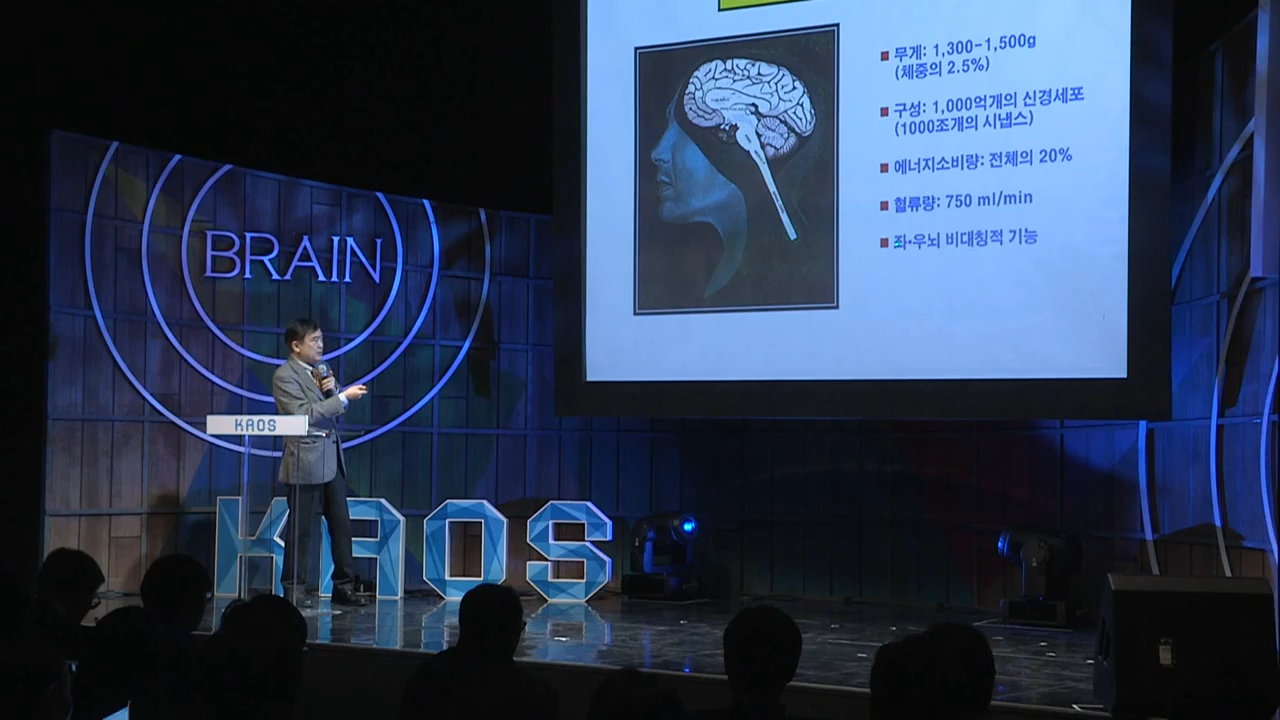 BRAIN
KAOS
KAOS
■ 무게: 1,300-1,500g
(체중의 2.5%)
■ 구성: 1,000억개의 신경세포
(1000조개의 시냅스)
■ 에너지소비량: 전체의 20%
■ 혈류량: 750 ml/min
■ 좌·우뇌 비대칭적 기능